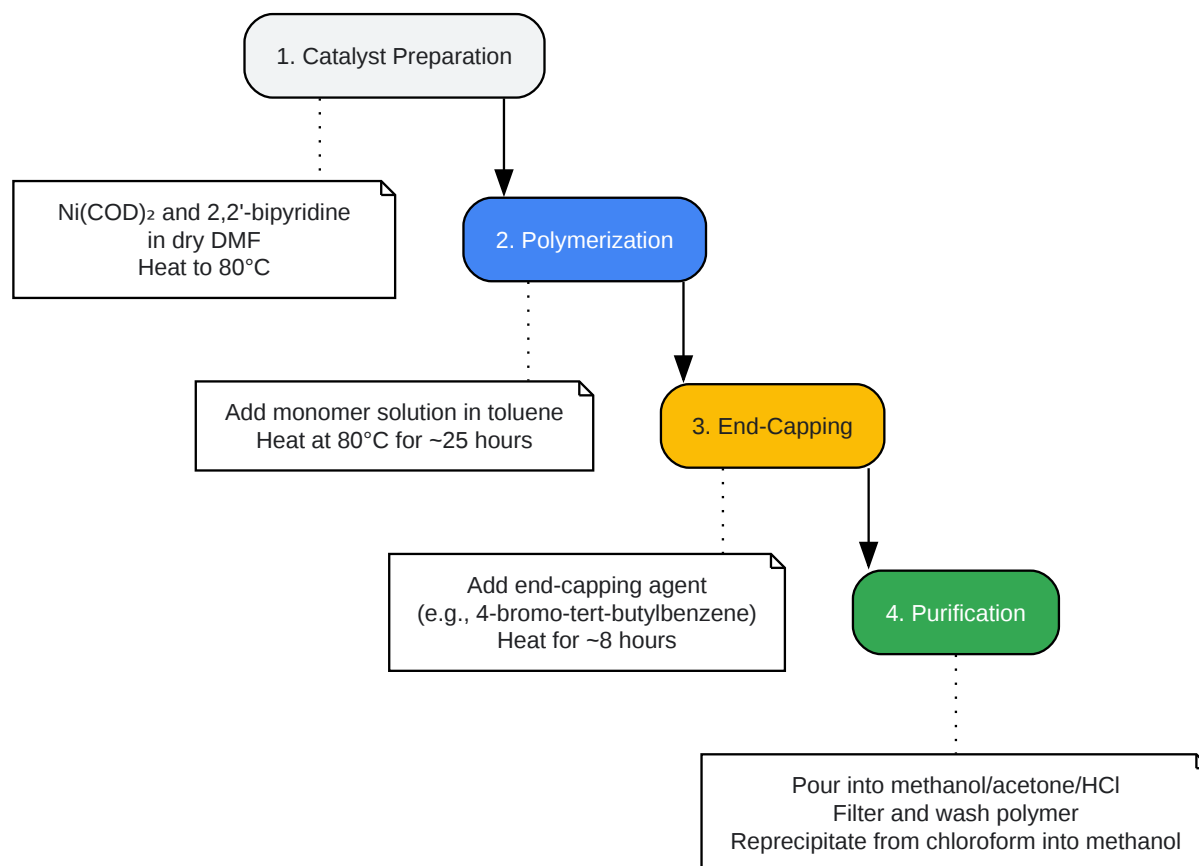 1. Catalyst Preparation
Ni(COD)₂ and 2,2'-bipyridine
in dry DMF
Heat to 80°C
2. Polymerization
Add monomer solution in toluene
Heat at 80°C for ~25 hours
3. End-Capping
Add end-capping agent
(e.g., 4-bromo-tert-butylbenzene)
Heat for ~8 hours
4. Purification
Pour into methanol/acetone/HCl
Filter and wash polymer
Reprecipitate from chloroform into methanol